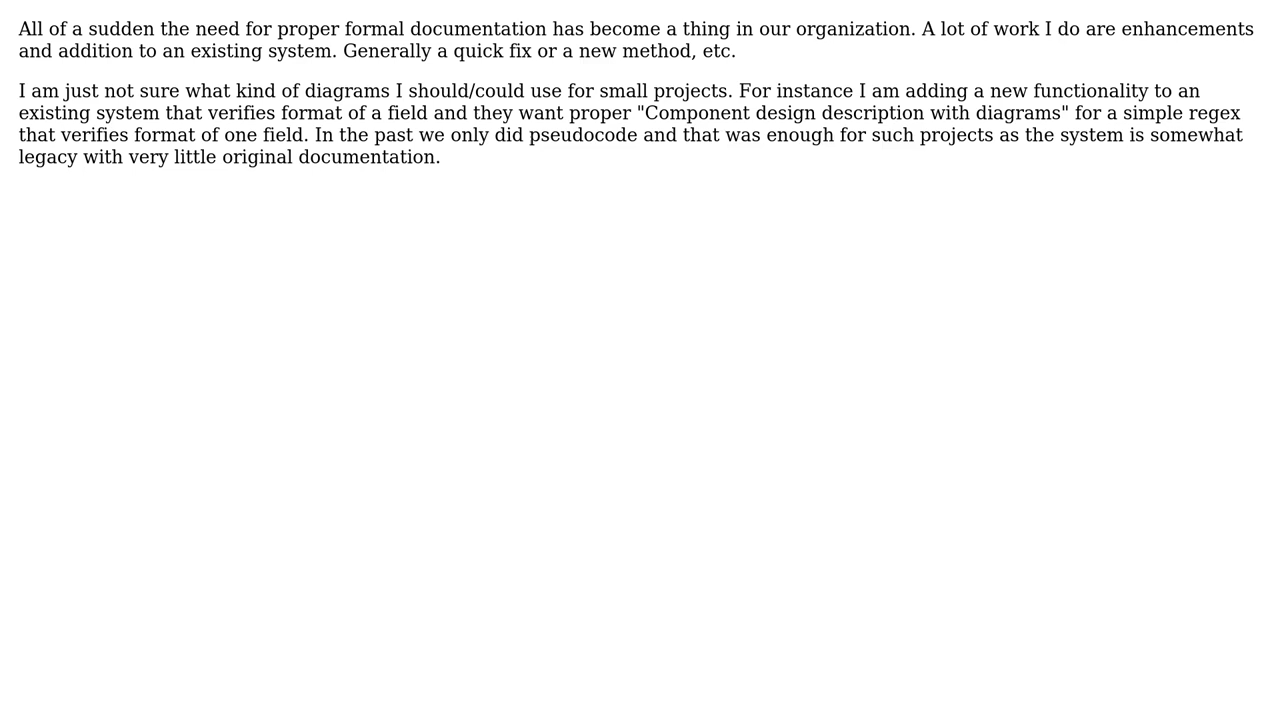 All of a sudden the need for proper formal documentation has become a thing in our organization. A lot of work I do are enhancements
and addition to an existing system. Generally a quick fix or a new method, etc.
I am just not sure what kind of diagrams I should/could use for small projects. For instance I am adding a new functionality to an
existing system that verifies format of a field and they want proper "Component design description with diagrams" for a simple regex
that verifies format of one field. In the past we only did pseudocode and that was enough for such projects as the system is somewhat
legacy with very little original documentation.